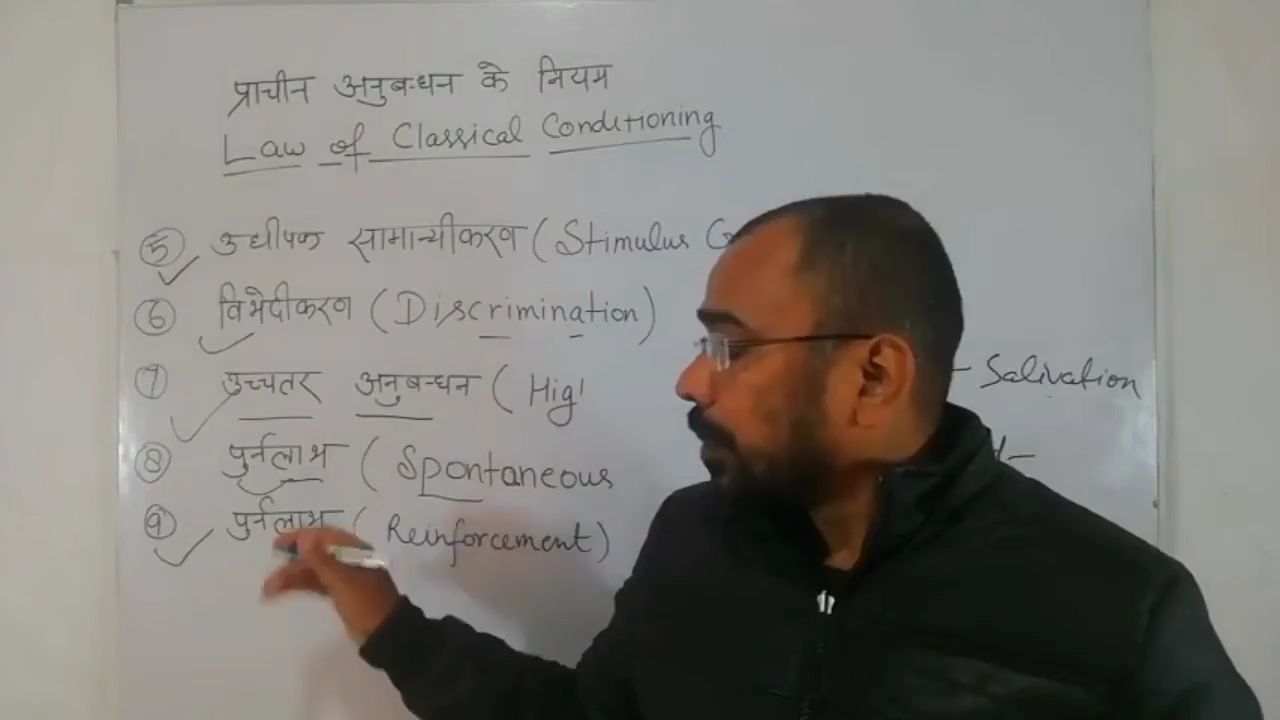 प्राचीन अनुबन्धन के नियम
Law of Classical Conditioning
5 उद्यीपक सामान्यीकरण (Stimulus G
6 विभेदीकरण (Discrimination)
7 उच्चतर अनुबन्धन (Hig
- Salivation
8 पुर्नलाभ (Spontaneous
9 पुर्नलाभ (Reinforcement)